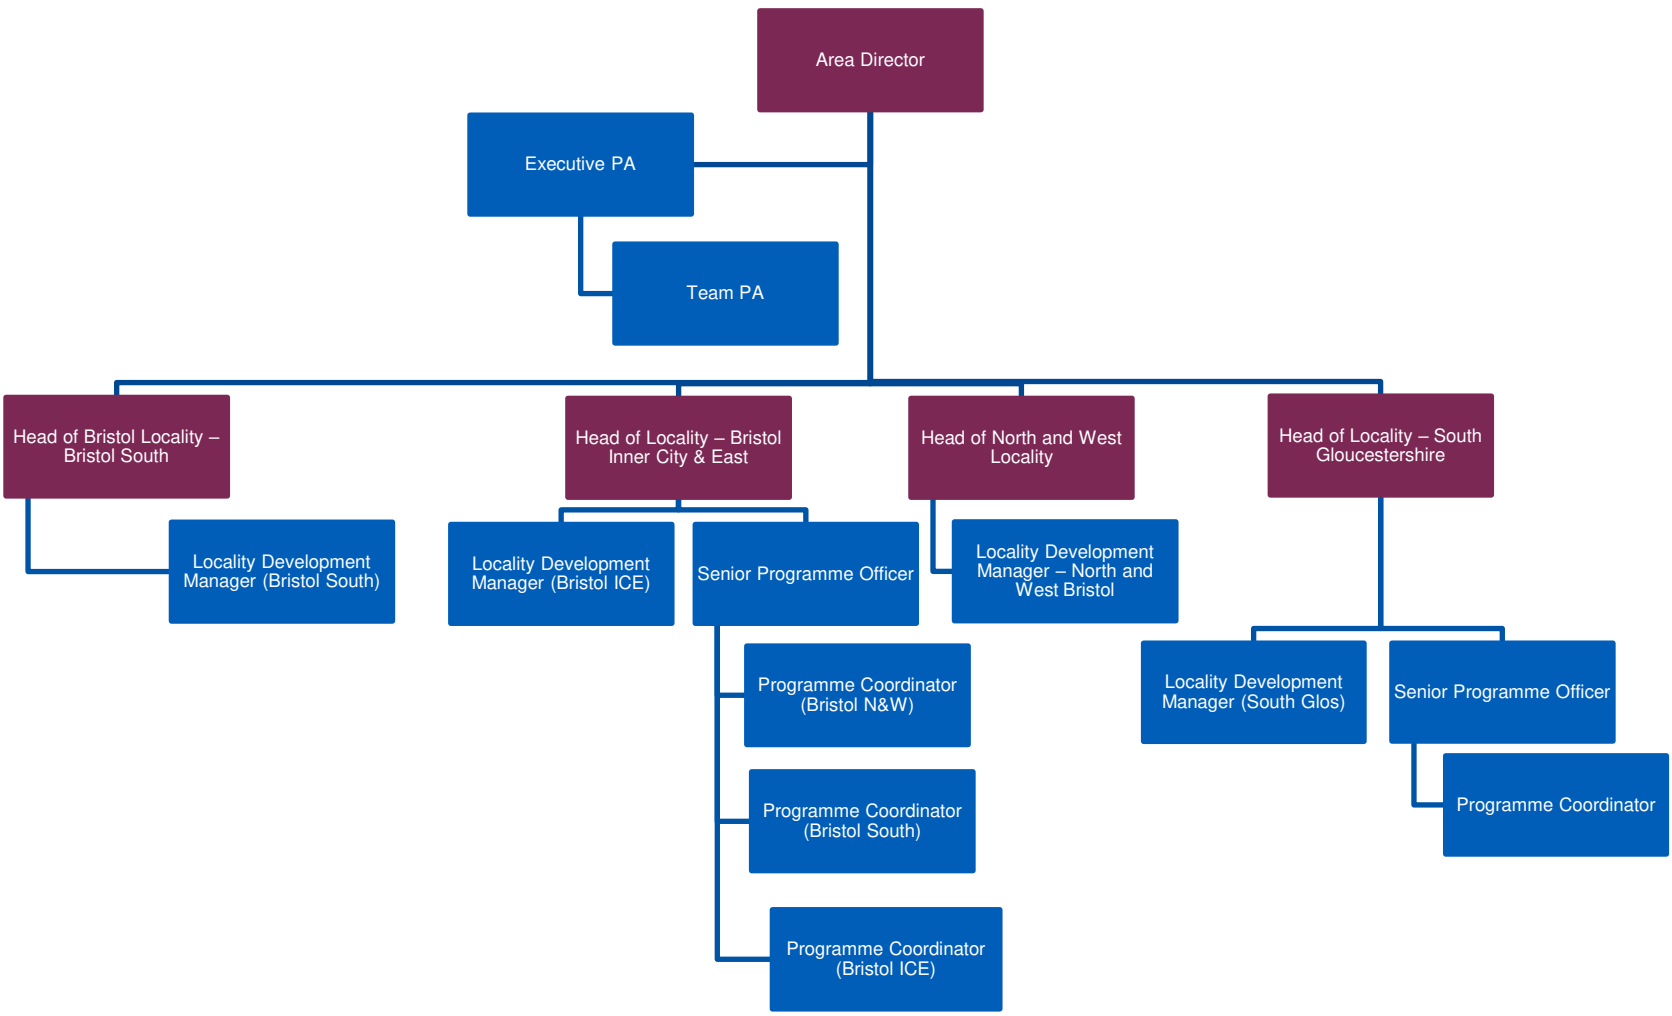 Area Director
Executive PA
Team PA
Head of Bristol Locality –
Bristol South
Head of Locality – Bristol
Inner City & East
Head of North and West
Locality
Head of Locality – South
Gloucestershire
Locality Development
Manager (Bristol South)
Locality Development
Manager (Bristol ICE)
Senior Programme Officer
Locality Development
Manager – North and
West Bristol
Programme Coordinator
(Bristol N&W)
Programme Coordinator
(Bristol South)
Programme Coordinator
(Bristol ICE)
Locality Development
Manager (South Glos)
Senior Programme Officer
Programme Coordinator